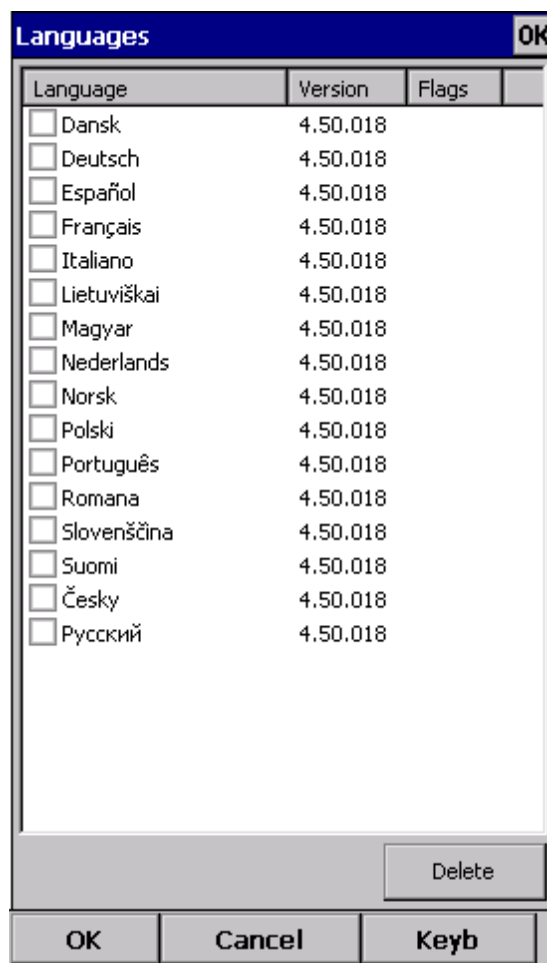 Languages OK
Language Version Flags
Dansk 4.50.018
Deutsch 4.50.018
Español 4.50.018
Français 4.50.018
Italiano 4.50.018
Lietuviškai 4.50.018
Magyar 4.50.018
Nederlands 4.50.018
Norsk 4.50.018
Polski 4.50.018
Português 4.50.018
Romana 4.50.018
Slovenščina 4.50.018
Suomi 4.50.018
Česky 4.50.018
Русский 4.50.018
Delete
OK Cancel Keyb